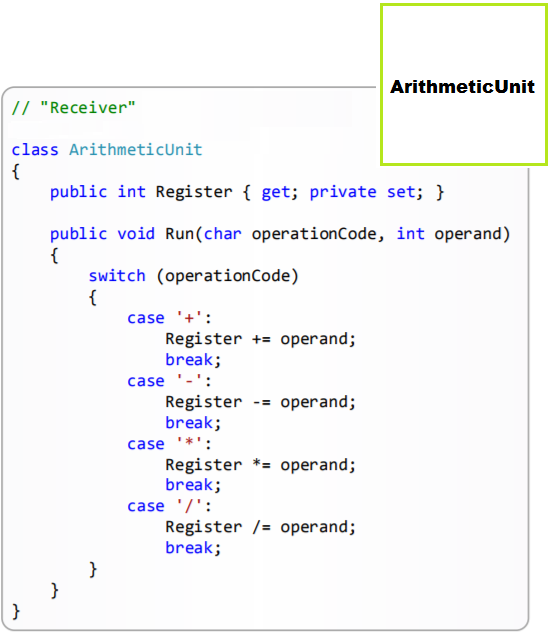 ArithmeticUnit
// "Receiver"
class ArithmeticUnit
{
    public int Register { get; private set; }
    public void Run(char operationCode, int operand)
    {
        switch (operationCode)
        {
            case '+':
                Register += operand;
                break;
            case '-':
                Register -= operand;
                break;
            case '*':
                Register *= operand;
                break;
            case '/':
                Register /= operand;
                break;
        }
    }
}